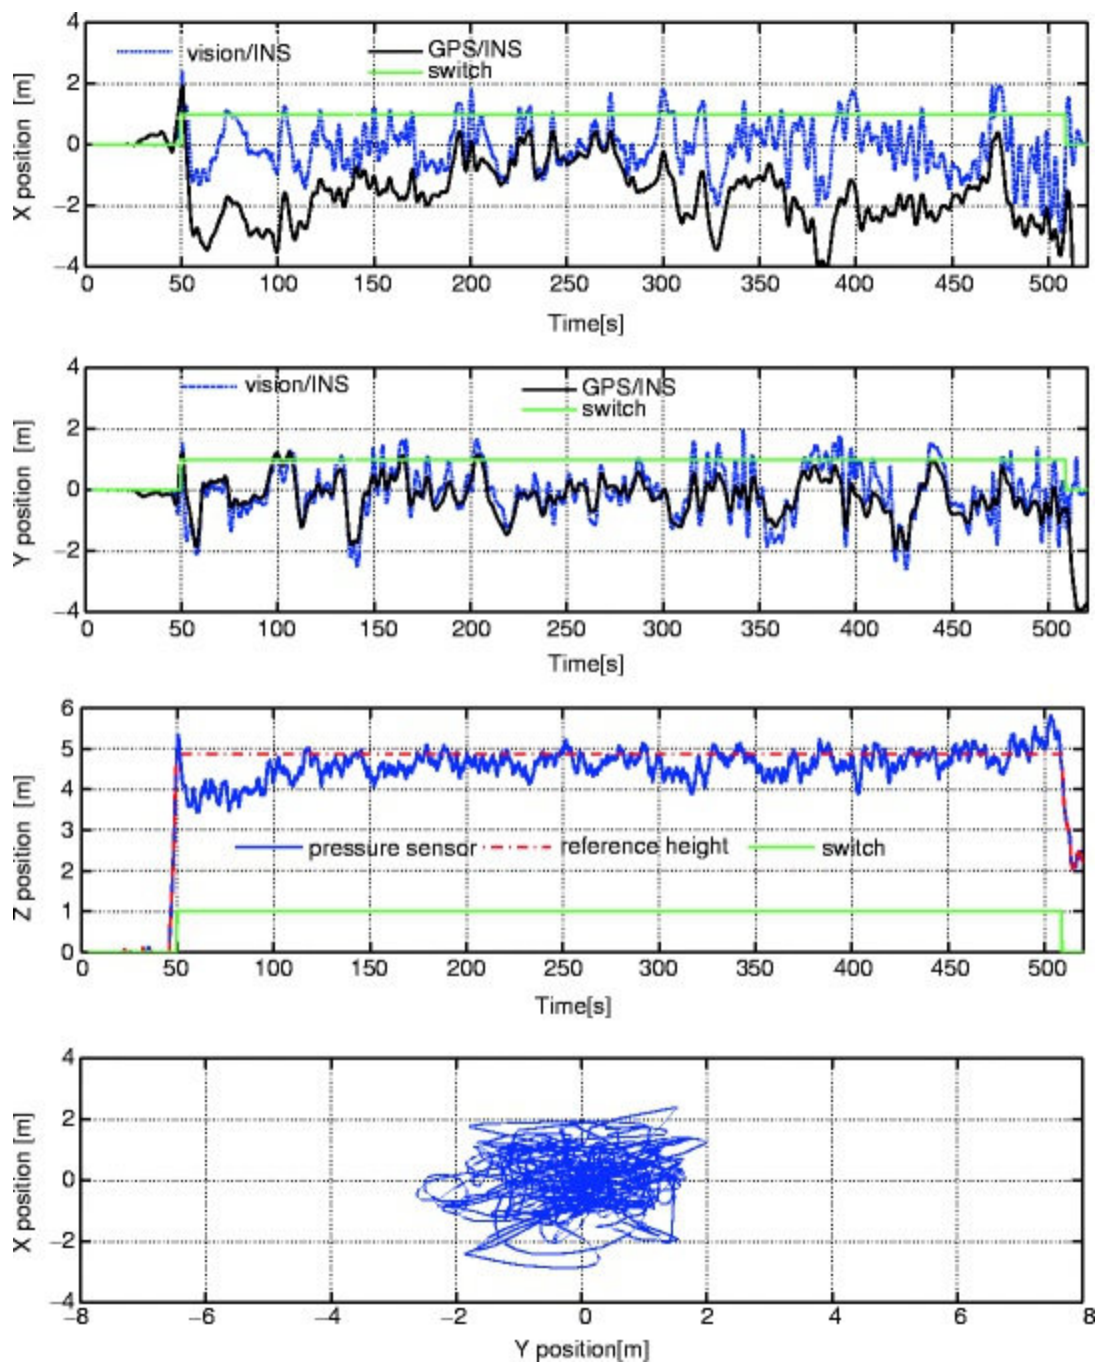 4
vision/INS
GPS/INS
switch
2
0
−2
−4
X position [m]
0 50 100 150 200 250 300 350 400 450 500
Time[s]
4
vision/INS
GPS/INS
switch
2
0
−2
−4
Y position [m]
0 50 100 150 200 250 300 350 400 450 500
Time[s]
6
5
4
3
pressure sensor reference height switch
2
1
0
Z position [m]
0 50 100 150 200 250 300 350 400 450 500
Time[s]
4
2
0
−2
−4
X position [m]
−8 −6 −4 −2 0 2 4 6 8
Y position[m]